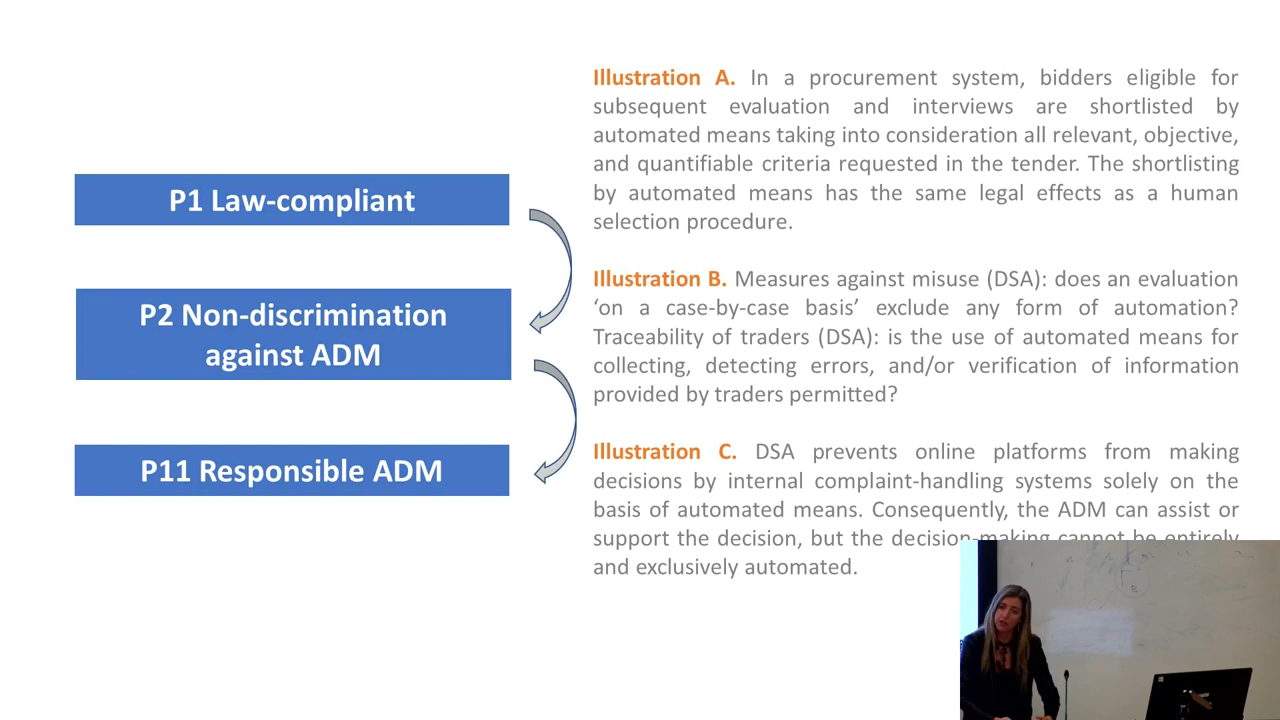 P1 Law-compliant
P2 Non-discrimination
against ADM
P11 Responsible ADM
Illustration A. In a procurement system, bidders eligible for
subsequent evaluation and interviews are shortlisted by
automated means taking into consideration all relevant, objective,
and quantifiable criteria requested in the tender. The shortlisting
by automated means has the same legal effects as a human
selection procedure.
Illustration B. Measures against misuse (DSA): does an evaluation
‘on a case-by-case basis’ exclude any form of automation?
Traceability of traders (DSA): is the use of automated means for
collecting, detecting errors, and/or verification of information
provided by traders permitted?
Illustration C. DSA prevents online platforms from making
decisions by internal complaint-handling systems solely on the
basis of automated means. Consequently, the ADM can assist or
support the decision, but the decision-making cannot be entirely
and exclusively automated.